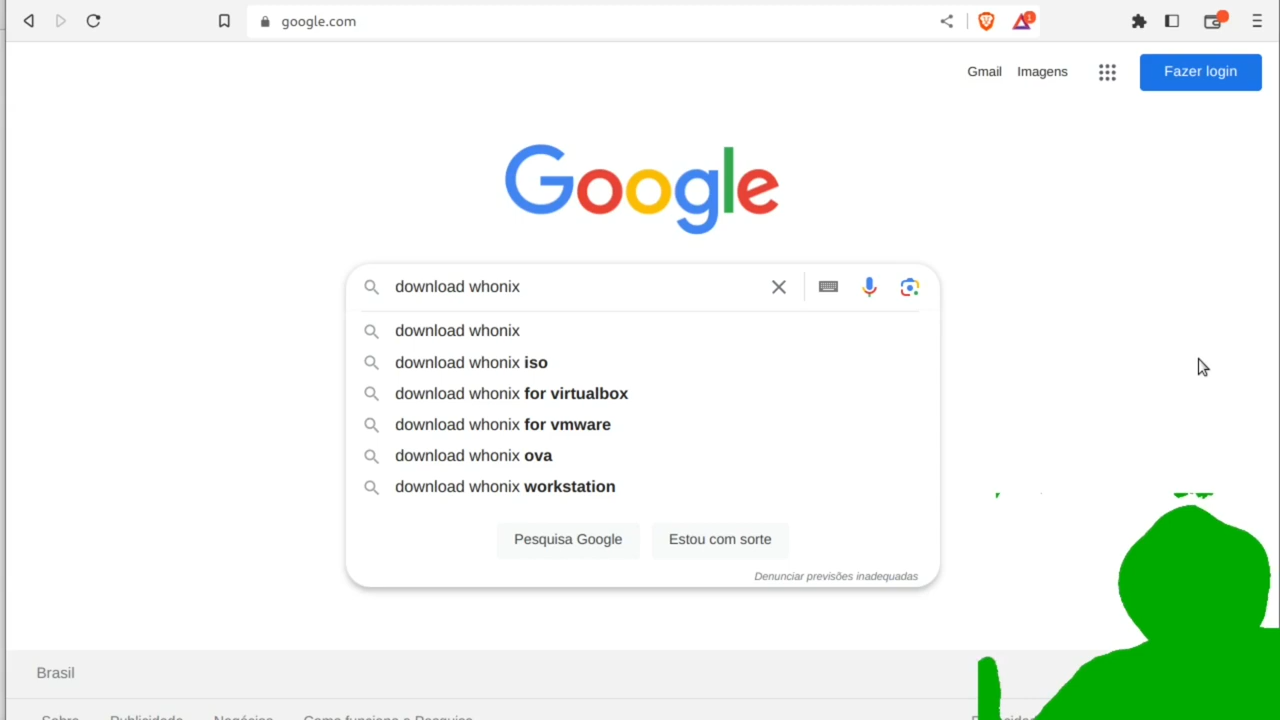 google.com
1
Gmail Imagens Fazer login
Google
download whonix
download whonix
download whonix iso
download whonix for virtualbox
download whonix for vmware
download whonix ova
download whonix workstation
Pesquisa Google Estou com sorte
Denunciar previsões inadequadas
Brasil
Sobre Publicidade Negócios Como funciona a Pesquisa